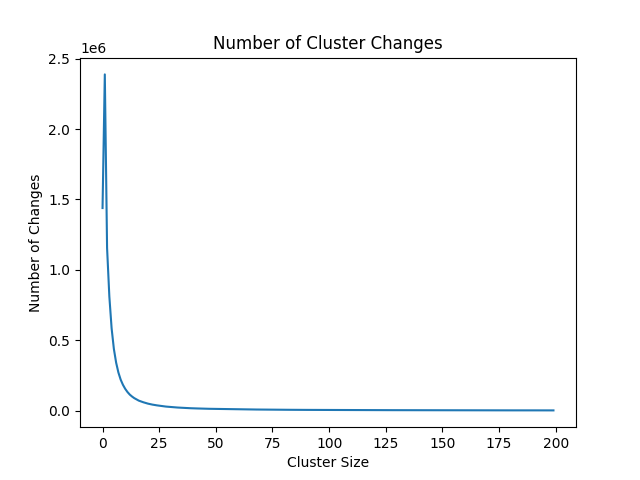 Number of Cluster Changes
1e6
2.5
2.0
1.5
1.0
0.5
0.0
Number of Changes
0 25 50 75 100 125 150 175 200
Cluster Size